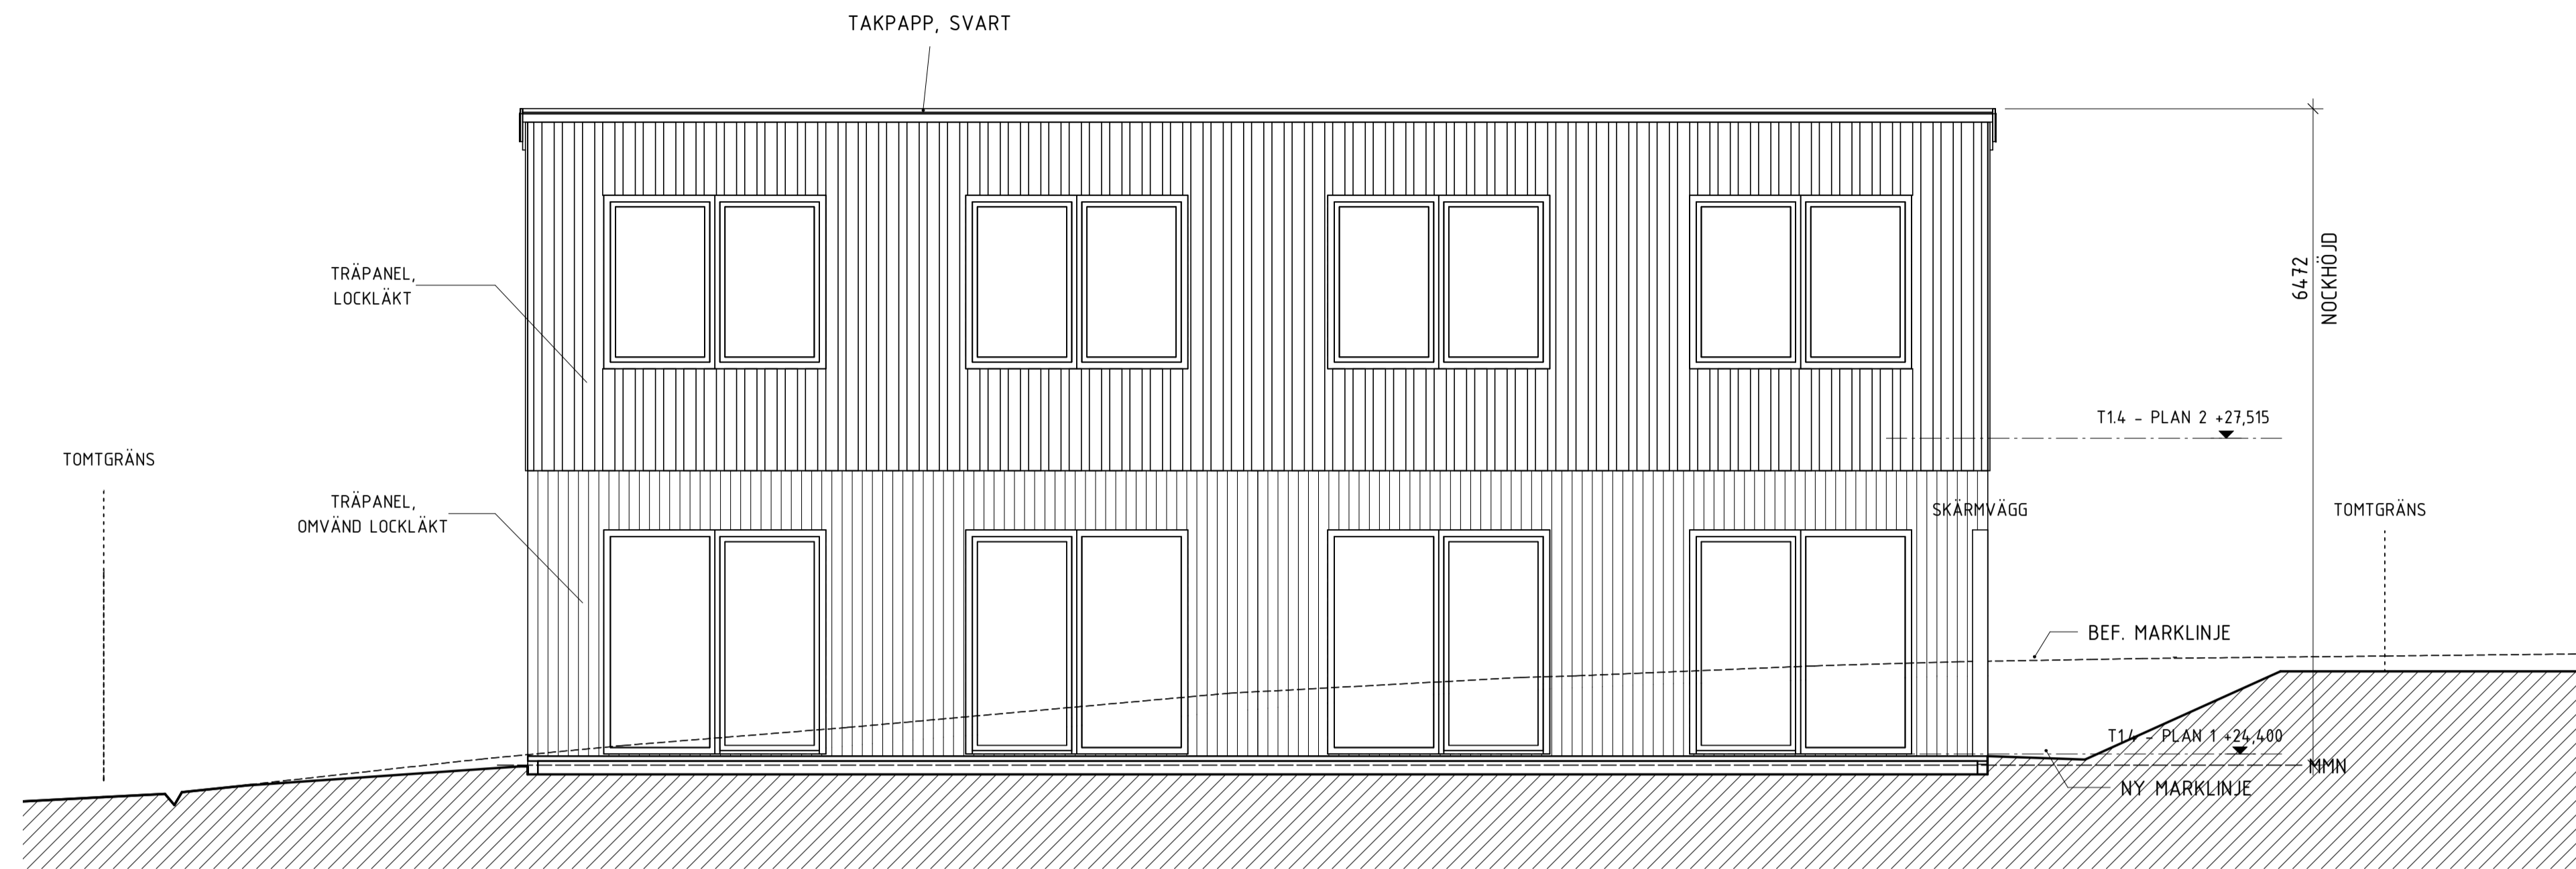 TAKPAPP, SVART
TRÄPANEL,
LOCKLÄKT
6472
NOCKHÖJD
T1.4 - PLAN 2 +27,515
TOMTGRÄNS
TRÄPANEL,
OMVÄND LOCKLÄKT
SKÄRMVÄGG
TOMTGRÄNS
BEF. MARKLINJE
T1.4 - PLAN 1 +24,400
MMN
NY MARKLINJE